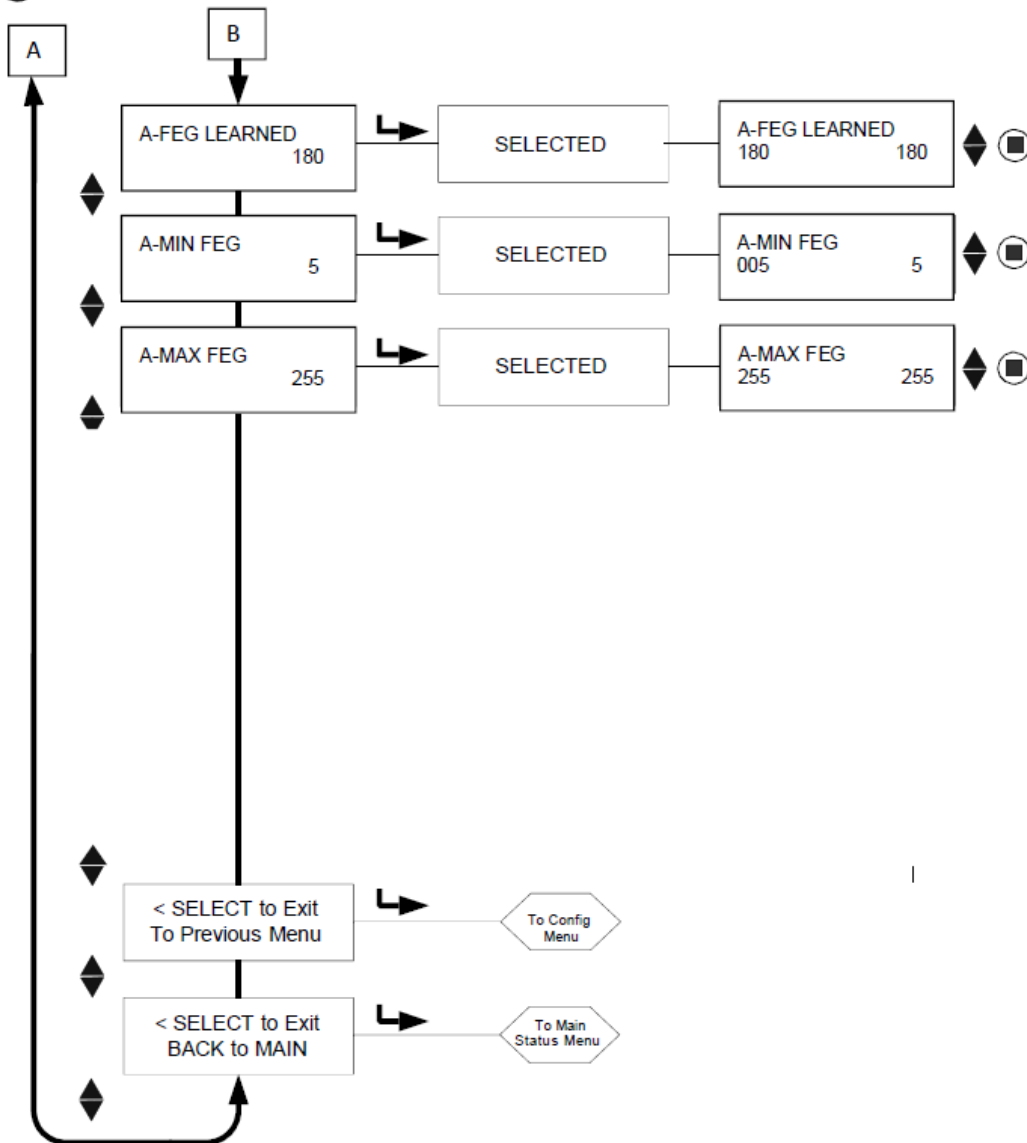 A
B
A-FEG LEARNED
180
SELECTED
A-FEG LEARNED
180 180
A-MIN FEG
5
SELECTED
A-MIN FEG
005 5
A-MAX FEG
255
SELECTED
A-MAX FEG
255 255
< SELECT to Exit
To Previous Menu
To Config
Menu
< SELECT to Exit
BACK to MAIN
To Main
Status Menu